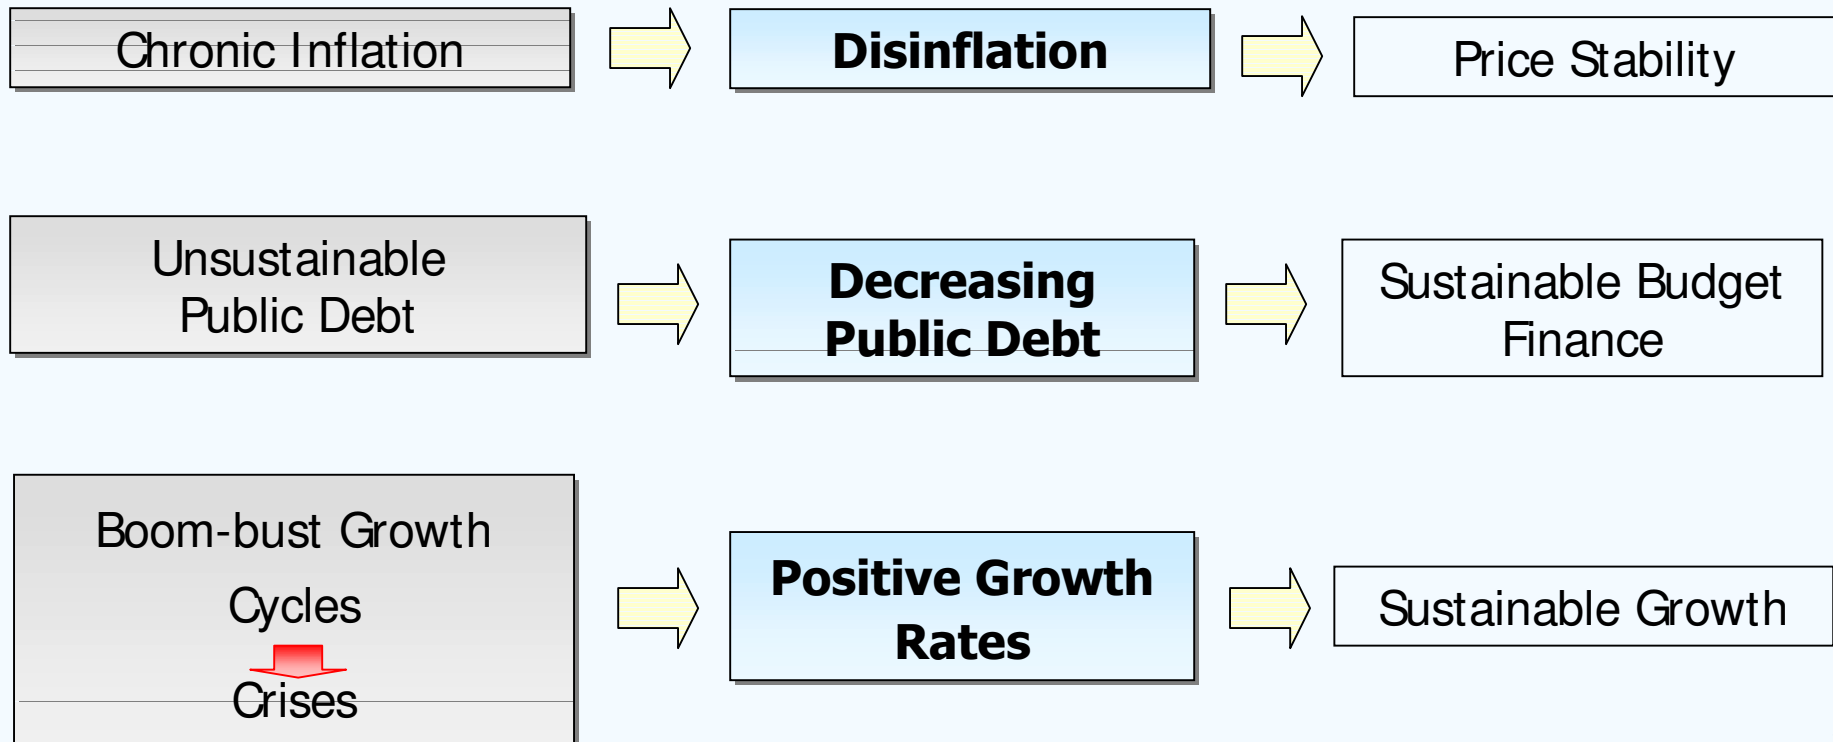 Chronic Inflation
Disinflation
Price Stability
Unsustainable
Public Debt
Decreasing
Public Debt
Sustainable Budget
Finance
Boom-bust Growth
Cycles
Crises
Positive Growth
Rates
Sustainable Growth